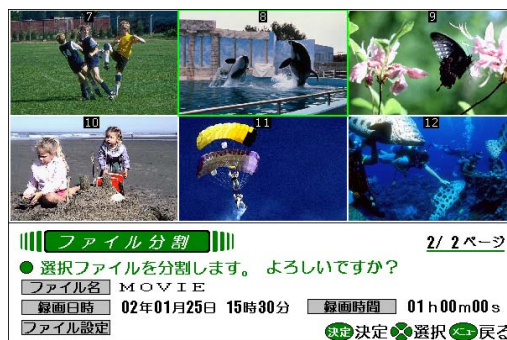 7 8 9
10 11 12
ファイル分割 2/ 2 ページ
選択ファイルを分割します。 よろしいですか?
ファイル名 MOVIE
録画日時 02年01月25日 15時30分 録画時間 01h00m00s
ファイル設定 決定 決定 選択 メニュー 戻る